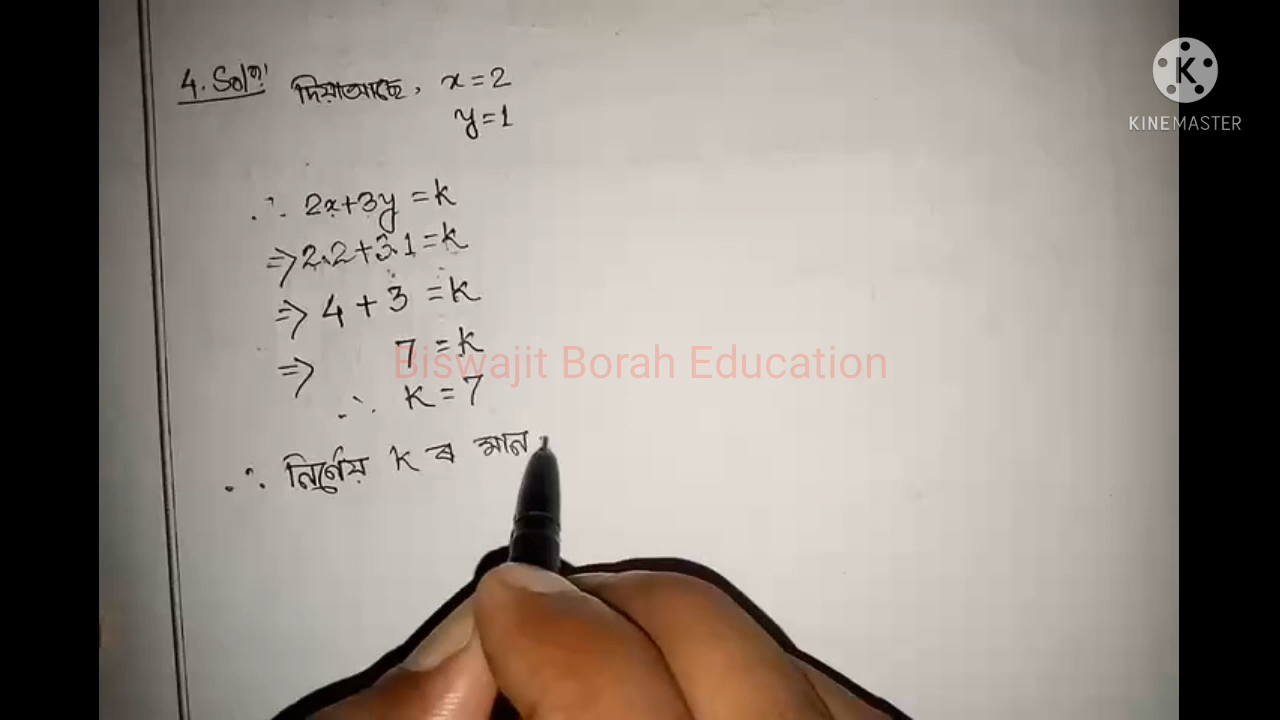 4. Solⁿ! দিয়াআছে, x = 2
y = 1
∴ 2x+3y = k
⇒ 2.2+3.1 = k
⇒ 4 + 3 = k
⇒ 7 = k
∴ k = 7
∴ নিৰ্ণেয় k ৰ মান
Biswajit Borah Education
K
KINEMASTER